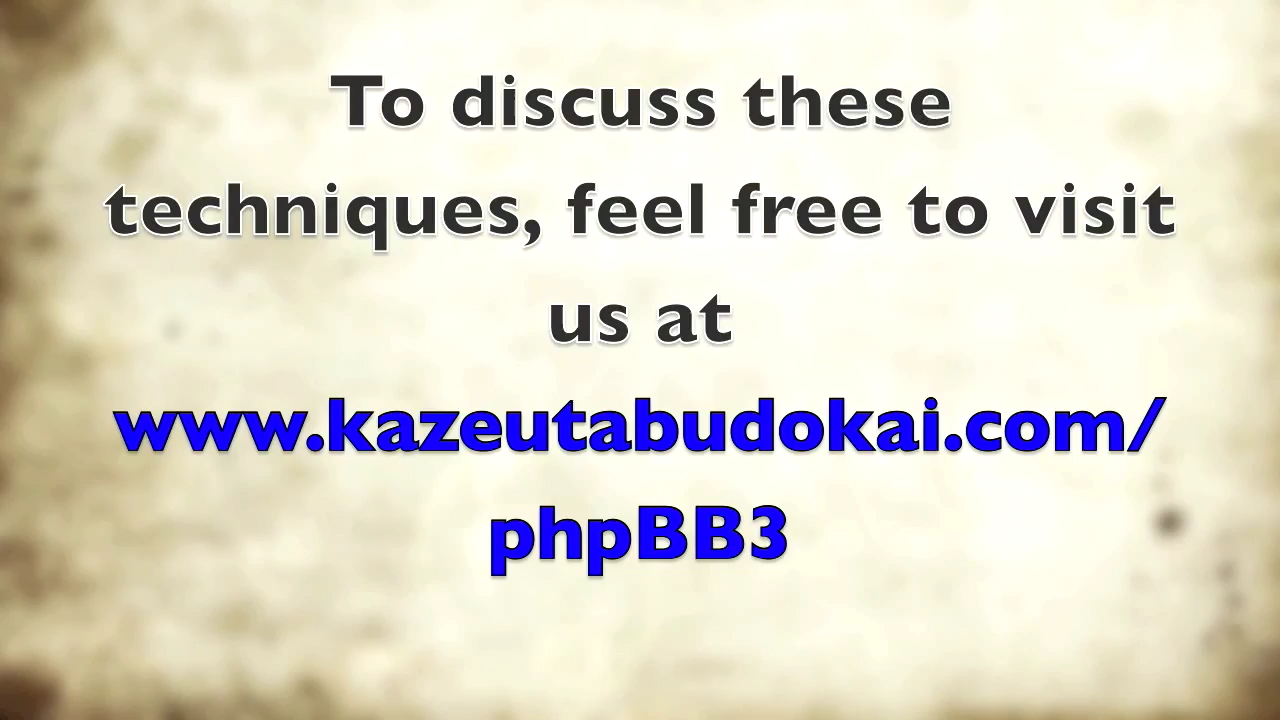 To discuss these
techniques, feel free to visit
us at
www.kazeutabudokai.com/
phpBB3